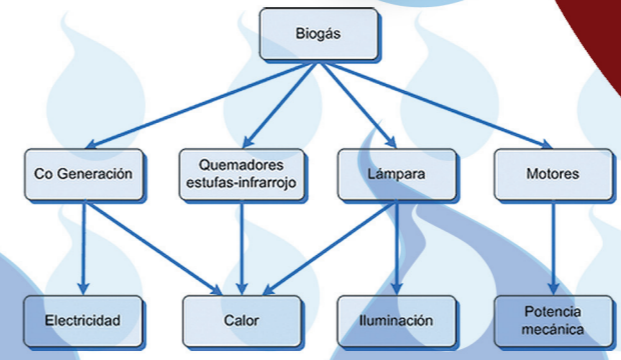 Biogás
Co Generación
Quemadores
estufas-infrarrojo
Lámpara
Motores
Electricidad
Calor
Iluminación
Potencia
mecánica